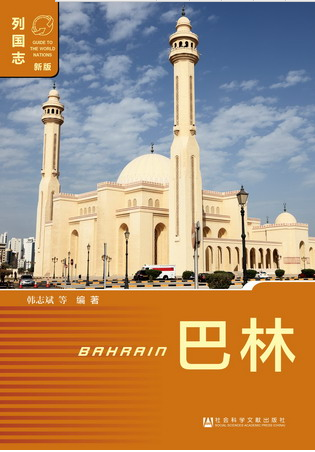 列国志
GUIDE TO
THE WORLD
NATIONS
新版
韩志斌 等 编著
BAHRAIN
巴林
社会科学文献出版社
SOCIAL SCIENCES ACADEMIC PRESS (CHINA)